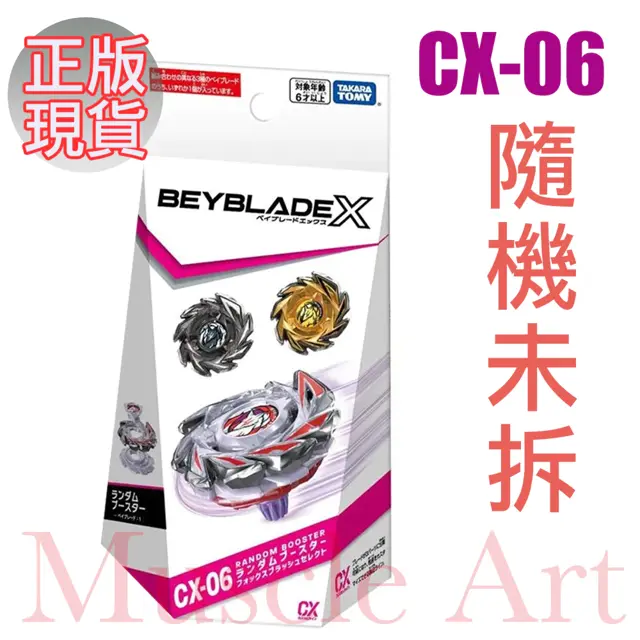 正版
現貨
CX-06
隨機未拆
対象年齢
6才以上
TAKARA
TOMY
BEYBLADE X
ベイブレードエックス
ランダム
ブースター
RANDOM BOOSTER
CX-06 ランダムブースター
フォックスブラッシュセレクト
CX
CX
Muscle Art